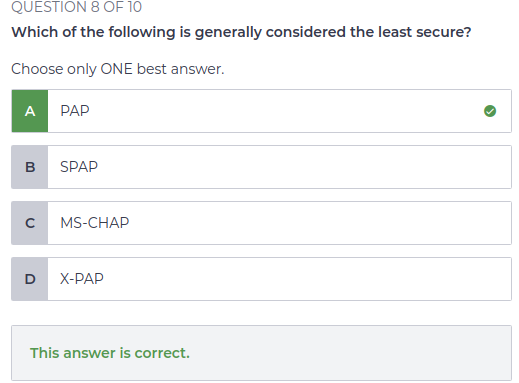 QUESTION 8 OF 10
Which of the following is generally considered the least secure?
Choose only ONE best answer.
A PAP
B SPAP
C MS-CHAP
D X-PAP
This answer is correct.